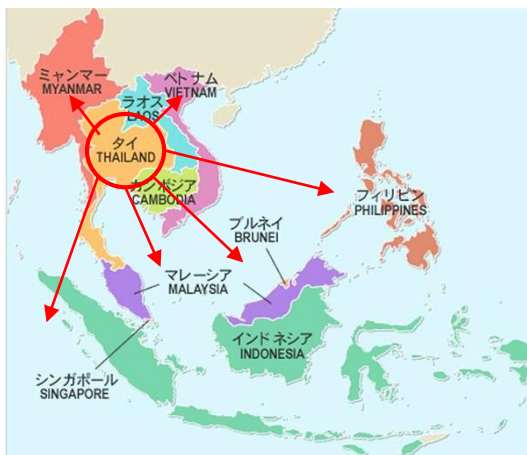 ミャンマー
MYANMAR
ベトナム
VIETNAM
ラオス
LAOS
タイ
THAILAND
カンボジア
CAMBODIA
フィリピン
PHILIPPINES
ブルネイ
BRUNEI
マレーシア
MALAYSIA
インドネシア
INDONESIA
シンガポール
SINGAPORE